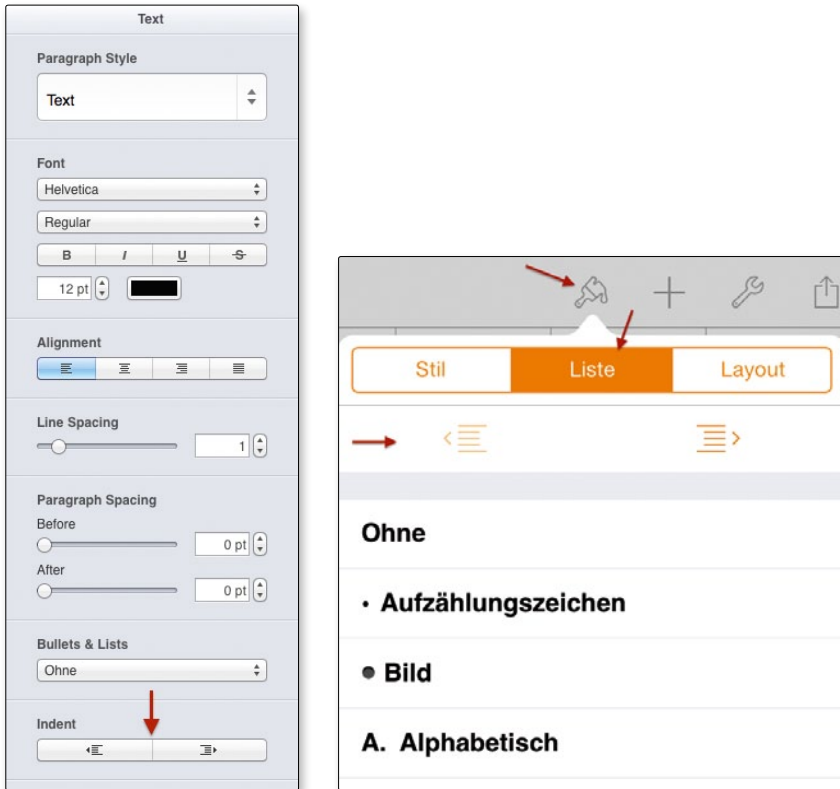 Text
Paragraph Style
Text
Font
Helvetica
Regular
B I U S
12 pt
Alignment
Line Spacing
1
Paragraph Spacing
Before
0 pt
After
0 pt
Bullets & Lists
Ohne
Indent
Stil Liste Layout
Ohne
• Aufzählungszeichen
Bild
A. Alphabetisch